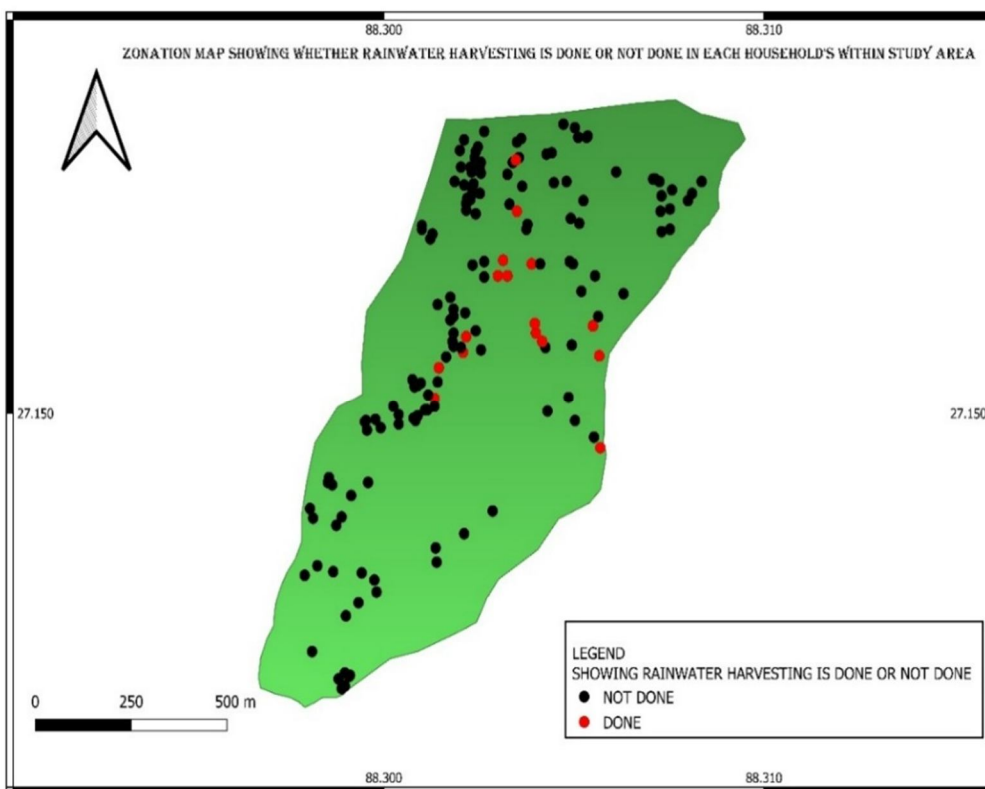 88.300 88.310
ZONATION MAP SHOWING WHETHER RAINWATER HARVESTING IS DONE OR NOT DONE IN EACH HOUSEHOLD'S WITHIN STUDY AREA
27.150 27.150
LEGEND
SHOWING RAINWATER HARVESTING IS DONE OR NOT DONE
NOT DONE
DONE
0 250 500 m
88.300 88.310